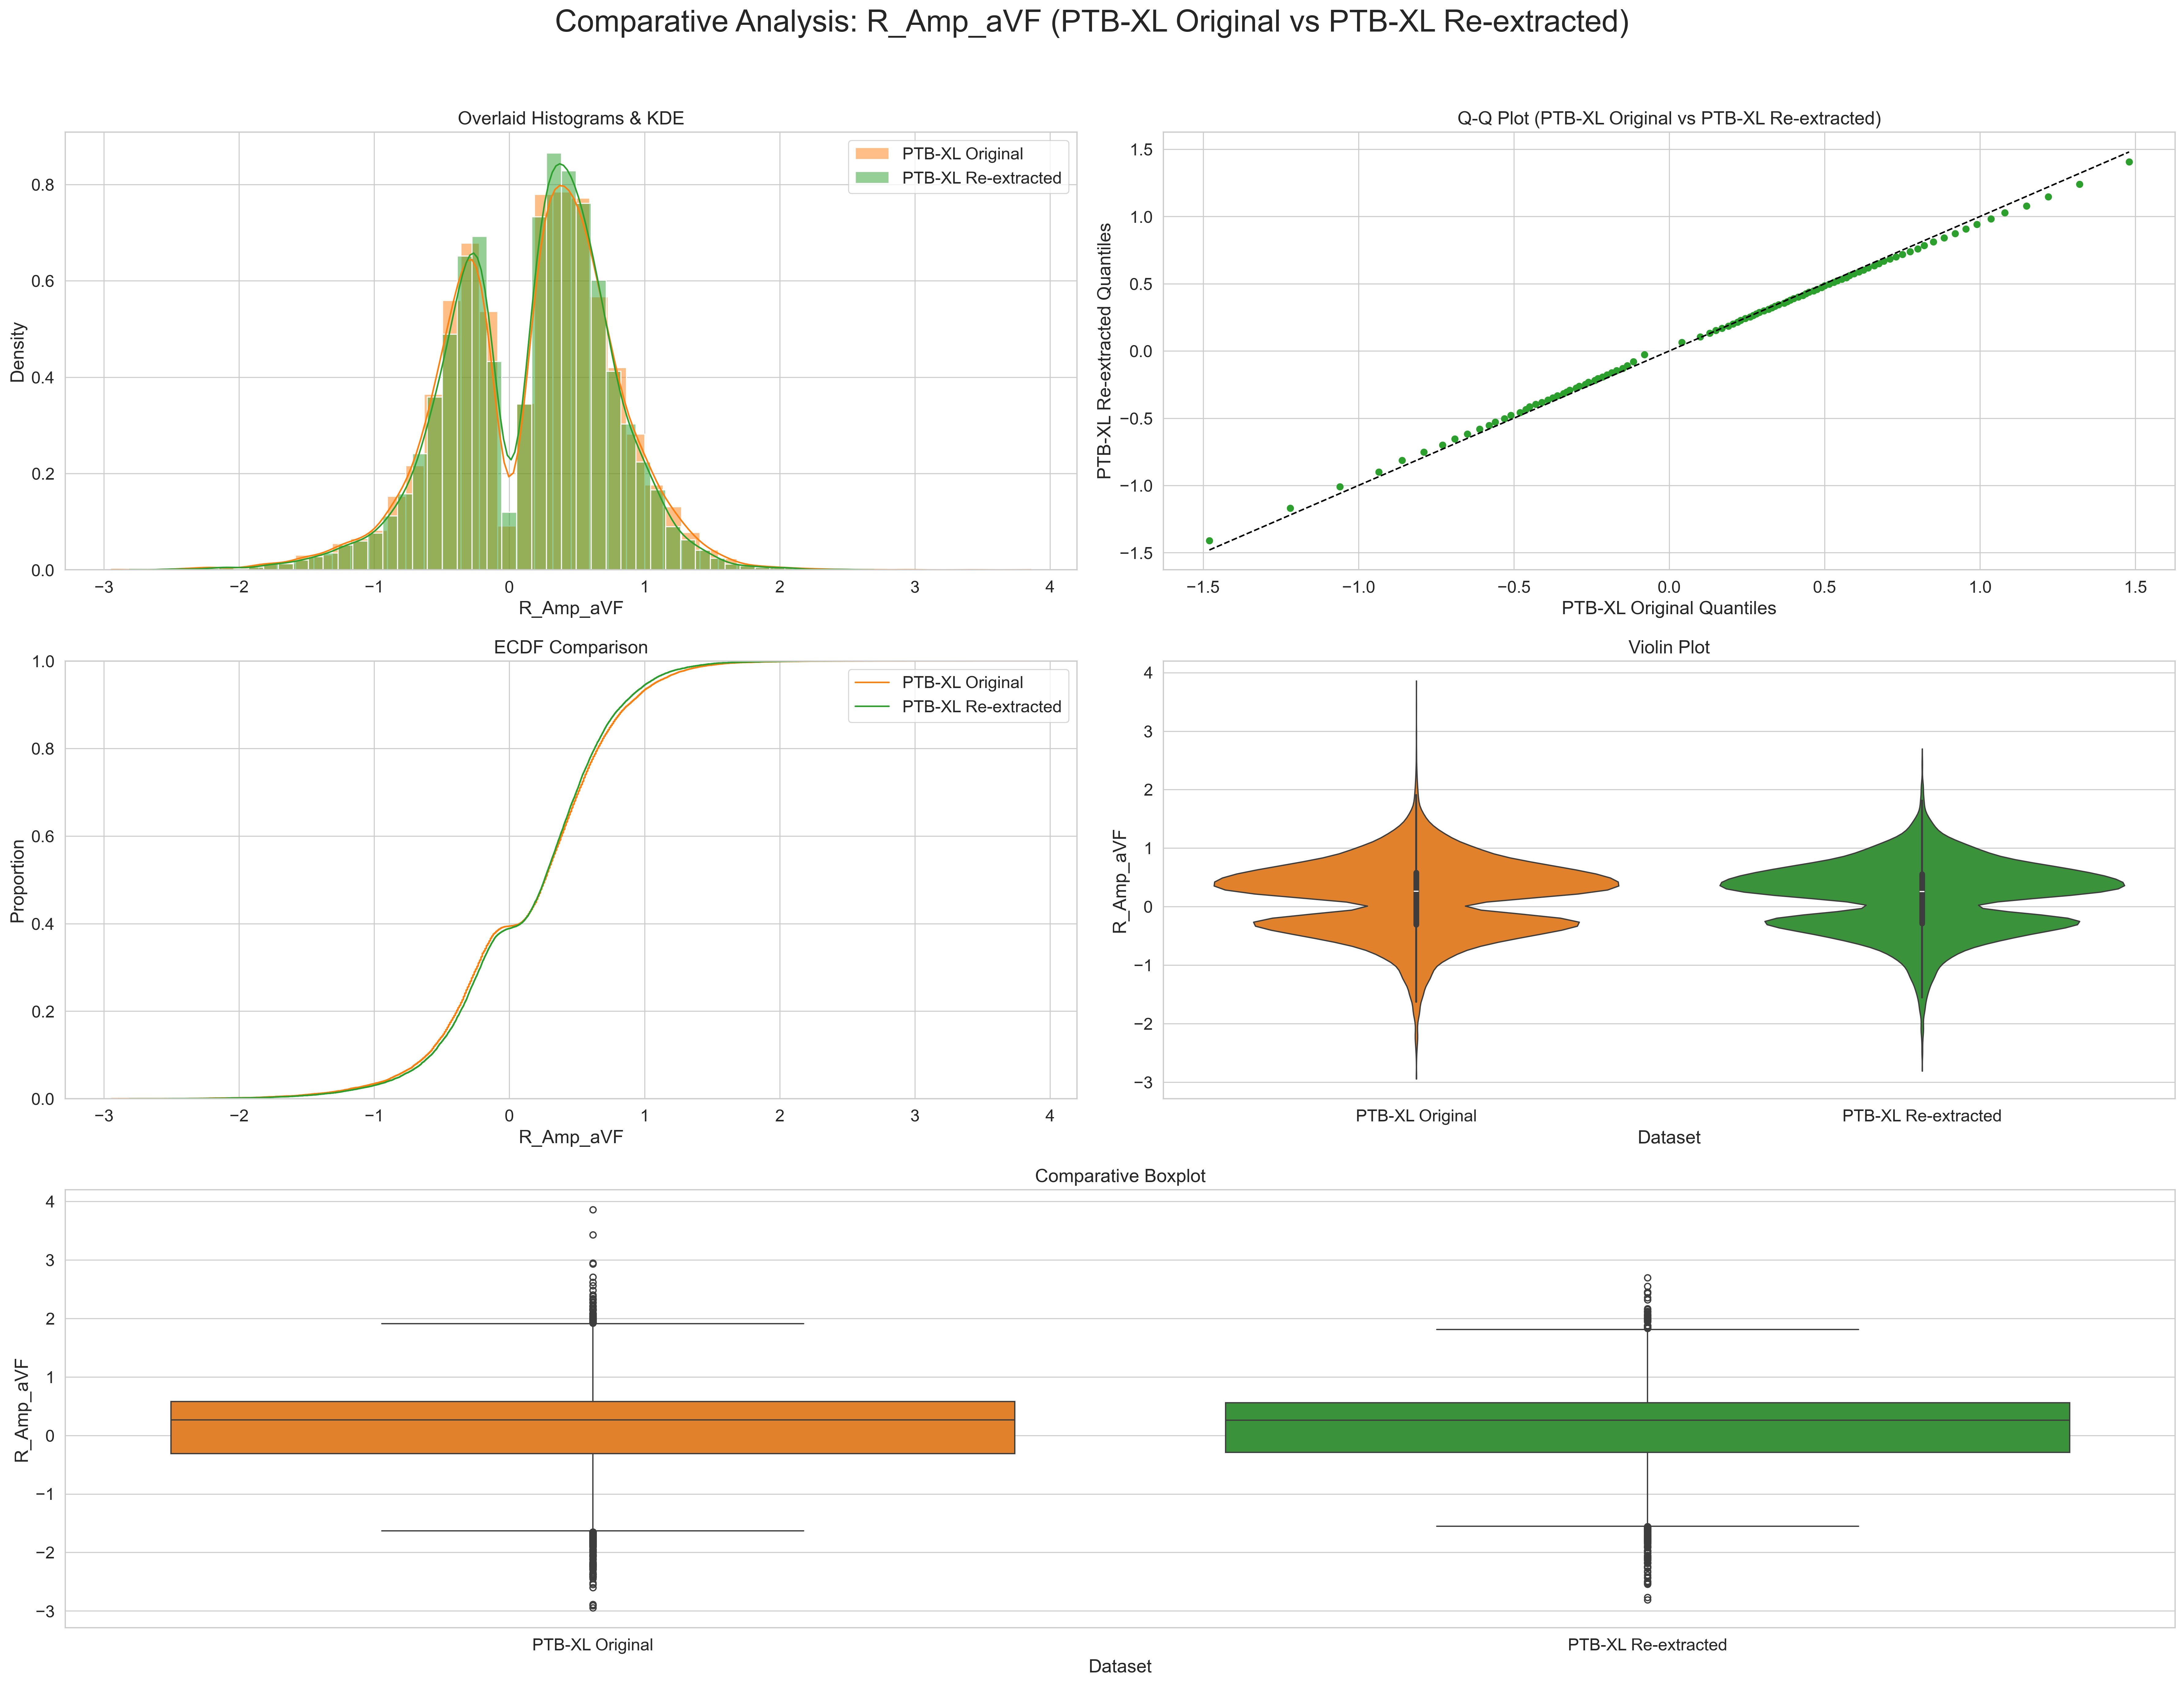 Comparative Analysis: R_Amp_aVF (PTB-XL Original vs PTB-XL Re-extracted)
Overlaid Histograms & KDE
PTB-XL Original
PTB-XL Re-extracted
Density
0.8
0.6
0.4
0.2
0.0
−3 −2 −1 0 1 2 3 4
R_Amp_aVF
Q-Q Plot (PTB-XL Original vs PTB-XL Re-extracted)
PTB-XL Re-extracted Quantiles
1.5
1.0
0.5
0.0
−0.5
−1.0
−1.5
−1.5 −1.0 −0.5 0.0 0.5 1.0 1.5
PTB-XL Original Quantiles
ECDF Comparison
PTB-XL Original
PTB-XL Re-extracted
Proportion
1.0
0.8
0.6
0.4
0.2
0.0
−3 −2 −1 0 1 2 3 4
R_Amp_aVF
Violin Plot
R_Amp_aVF
4
3
2
1
0
−1
−2
−3
PTB-XL Original PTB-XL Re-extracted
Dataset
Comparative Boxplot
R_Amp_aVF
4
3
2
1
0
−1
−2
−3
PTB-XL Original PTB-XL Re-extracted
Dataset